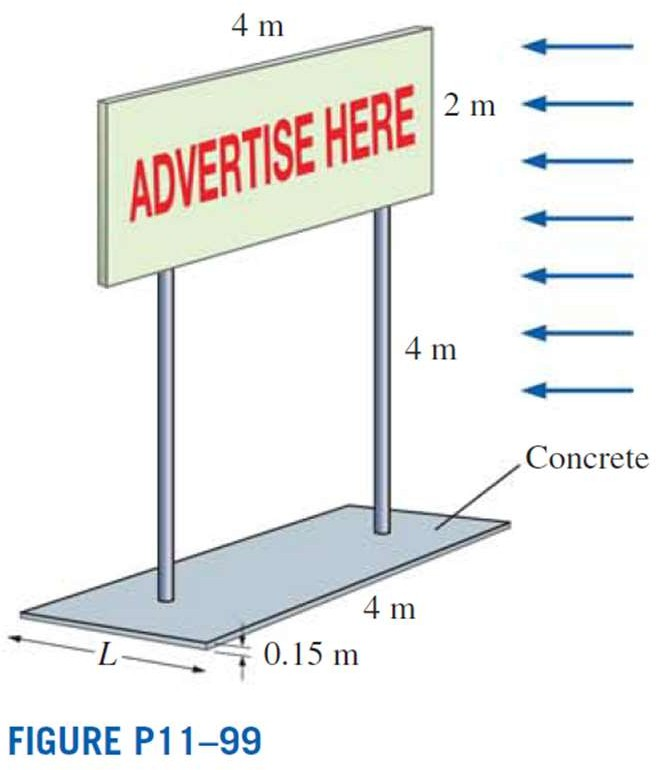 4 m
2 m
ADVERTISE HERE
4 m
Concrete
4 m
L
0.15 m
FIGURE P11–99